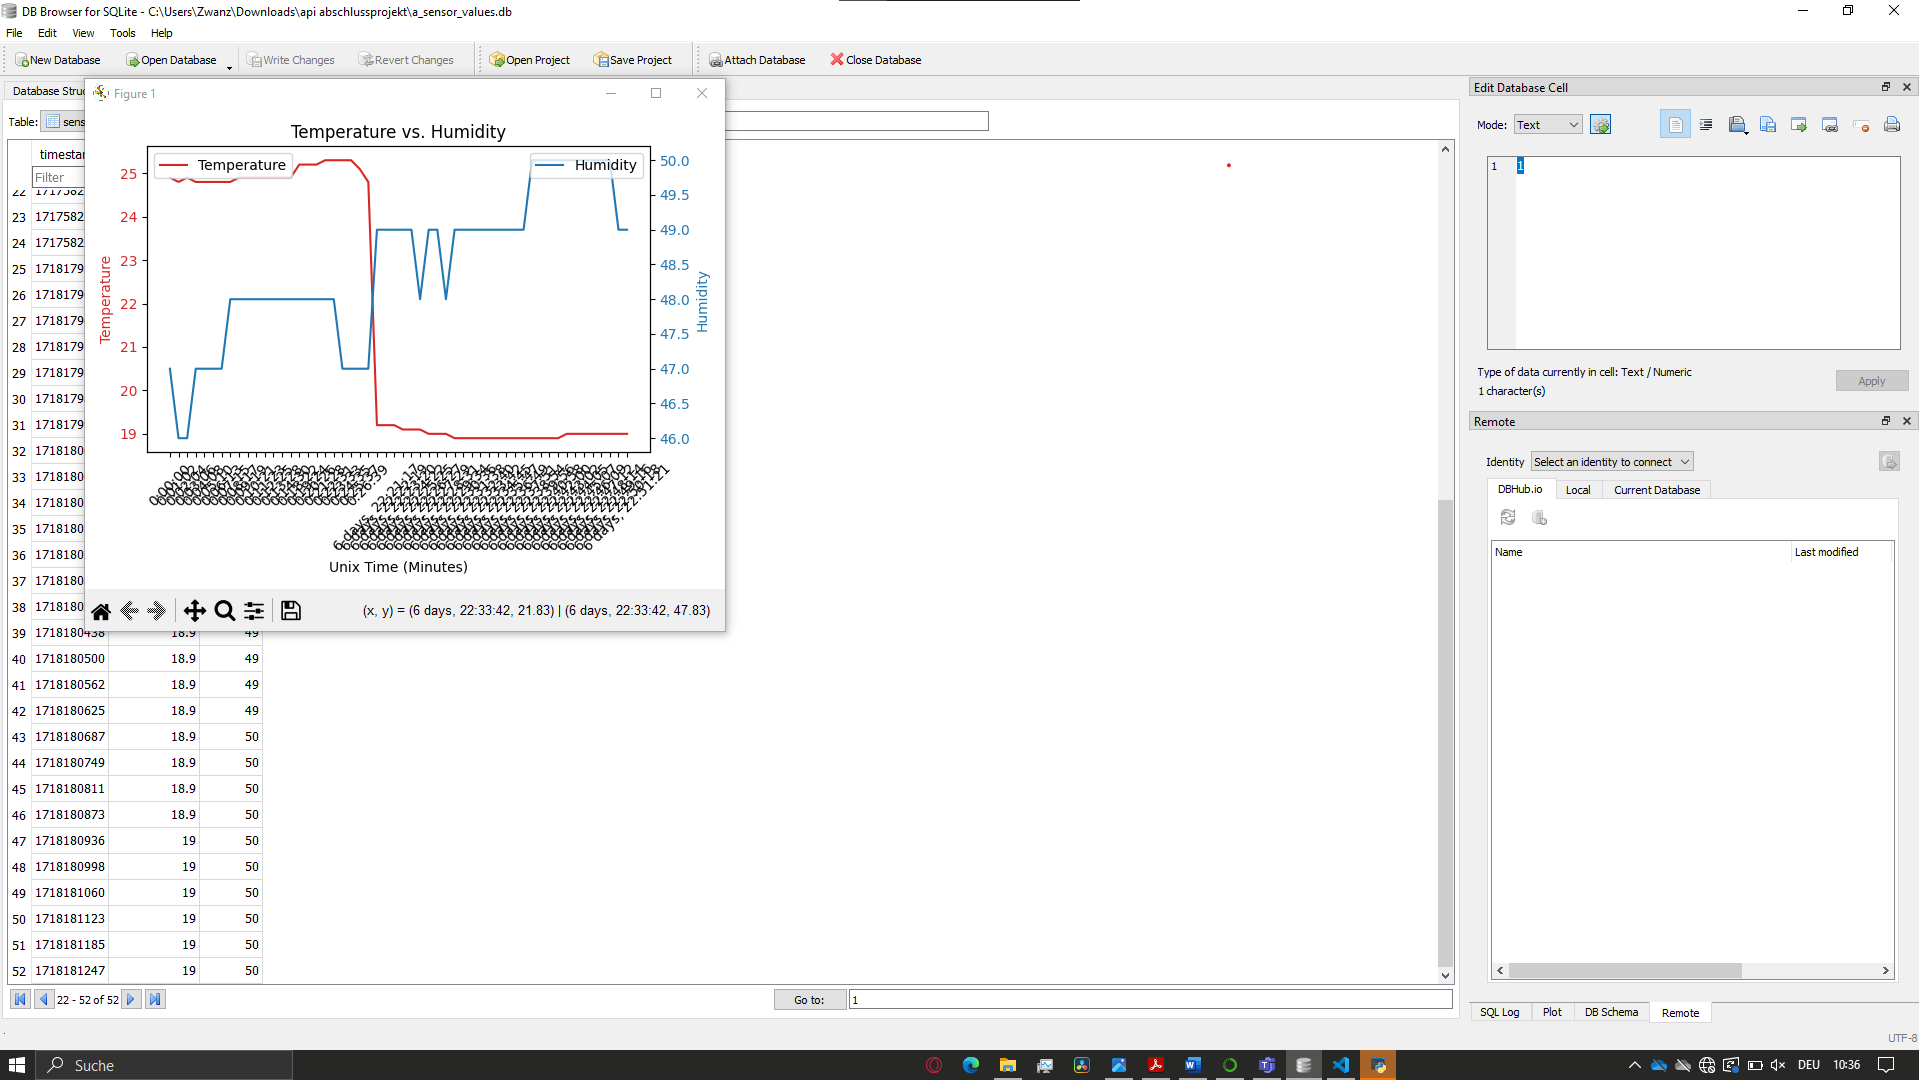 DB Browser for SQLite - C:\Users\Zwanz\Downloads\api abschlussprojekt\a_sensor_values.db
File Edit View Tools Help
New Database Open Database Write Changes Revert Changes Open Project Save Project Attach Database Close Database
Database Struc
Table: sens
timestar
Filter
22
23 1717582
24 1717582
25 1718179
26 1718179
27 1718179
28 1718179
29 1718179
30 1718179
31 1718179
32 1718180
33 1718180
34 1718180
35 1718180
36 1718180
37 1718180
38 1718180
39 1718180438 18.9 49
40 1718180500 18.9 49
41 1718180562 18.9 49
42 1718180625 18.9 49
43 1718180687 18.9 50
44 1718180749 18.9 50
45 1718180811 18.9 50
46 1718180873 18.9 50
47 1718180936 19 50
48 1718180998 19 50
49 1718181060 19 50
50 1718181123 19 50
51 1718181185 19 50
52 1718181247 19 50
22 - 52 of 52
Go to: 1
Figure 1
Temperature vs. Humidity
Temperature
Humidity
25
24
23
22
21
20
19
Temperature
50.0
49.5
49.0
48.5
48.0
47.5
47.0
46.5
46.0
Humidity
0:00:00
6 days, 22:51:21
Unix Time (Minutes)
(x, y) = (6 days, 22:33:42, 21.83) | (6 days, 22:33:42, 47.83)
Edit Database Cell
Mode: Text
1 1
Type of data currently in cell: Text / Numeric
1 character(s)
Apply
Remote
Identity Select an identity to connect
DBHub.io Local Current Database
Name Last modified
SQL Log Plot DB Schema Remote
UTF-8
Suche
DEU 10:36